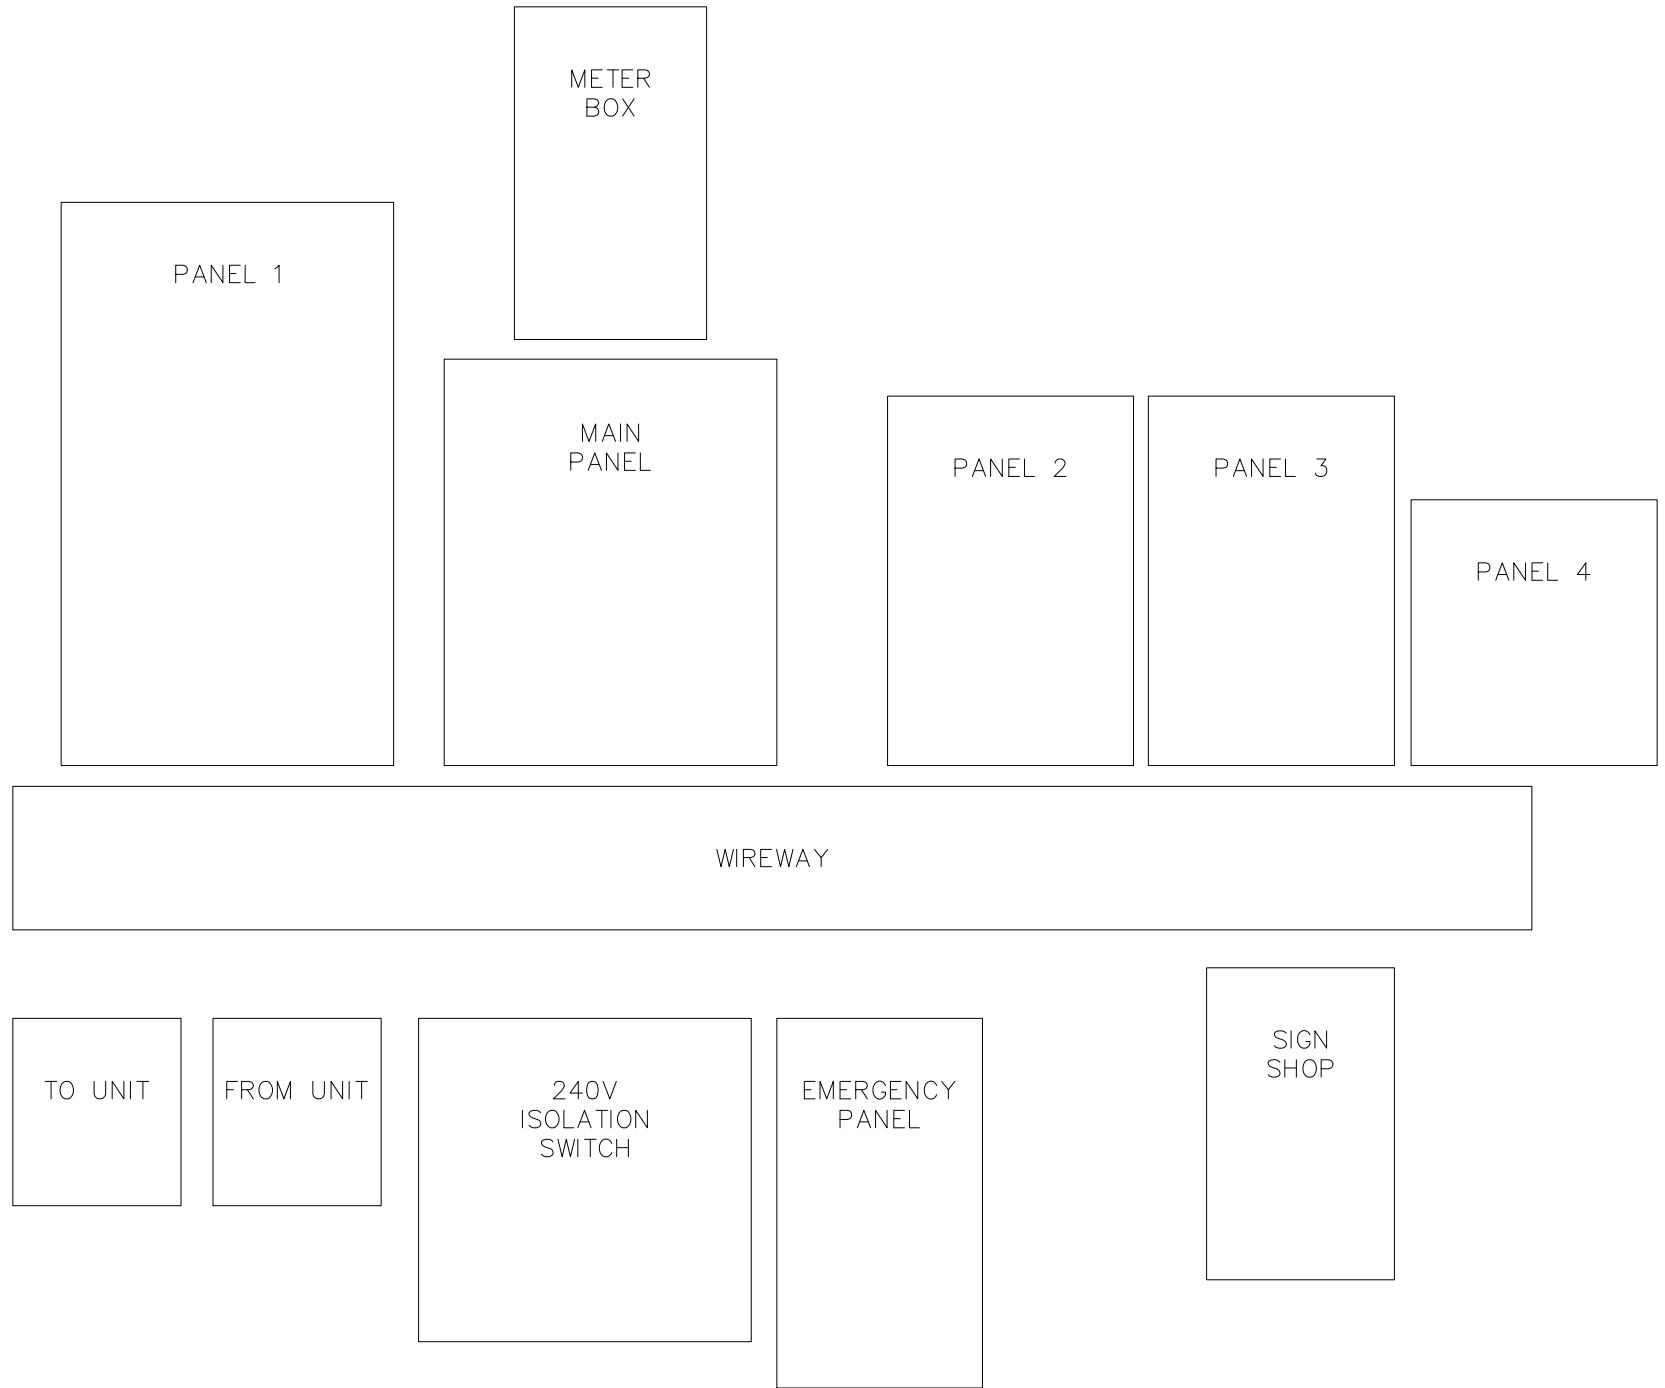 METER
BOX
PANEL 1
MAIN
PANEL
PANEL 2
PANEL 3
PANEL 4
WIREWAY
TO UNIT
FROM UNIT
240V
ISOLATION
SWITCH
EMERGENCY
PANEL
SIGN
SHOP